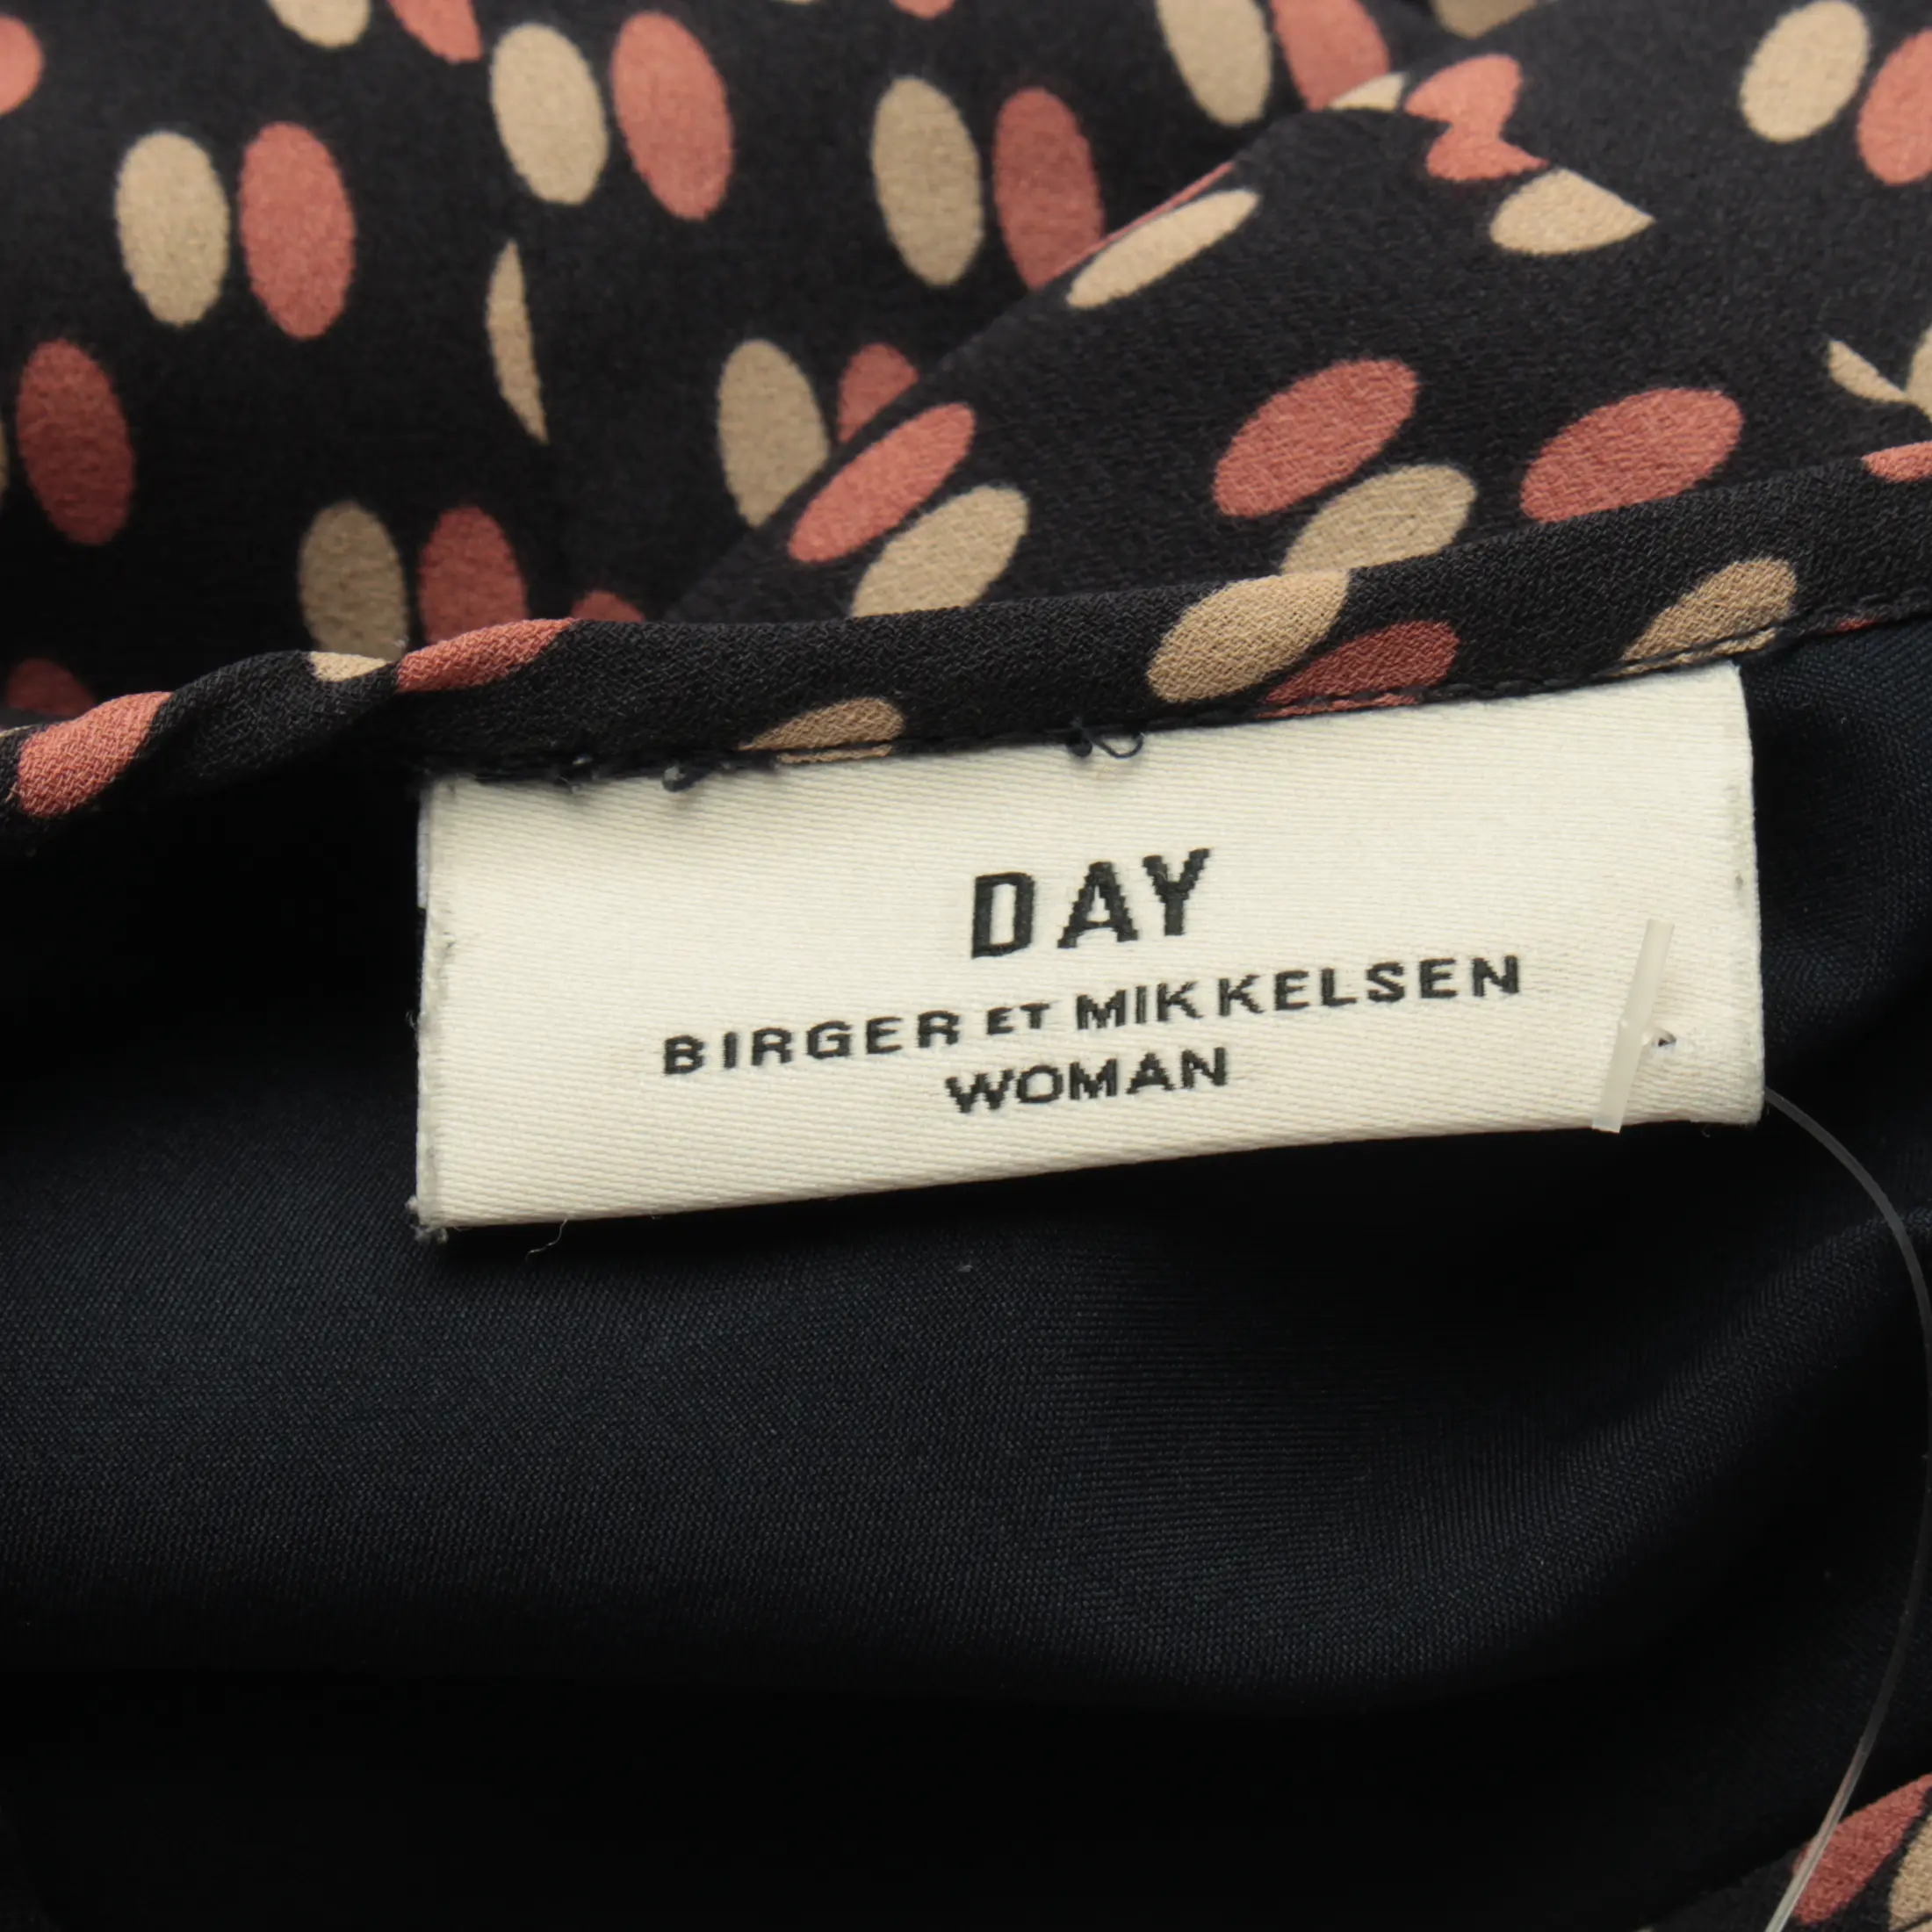 DAY
BIRGER ET MIKKELSEN
WOMAN